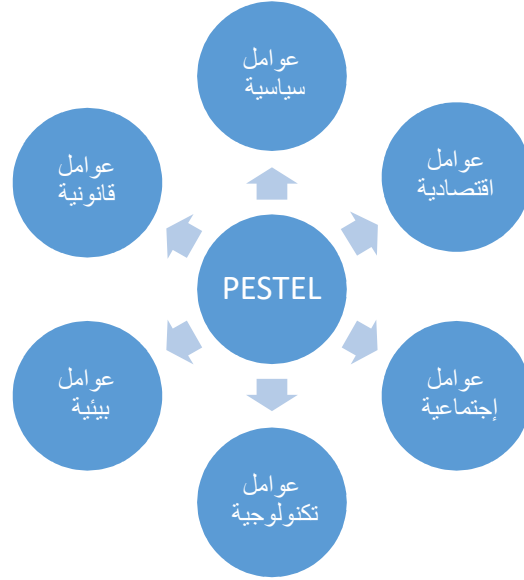 عوامل
سياسية
عوامل
اقتصادية
عوامل
إجتماعية
عوامل
تكنولوجية
عوامل
بيئية
عوامل
قانونية
PESTEL